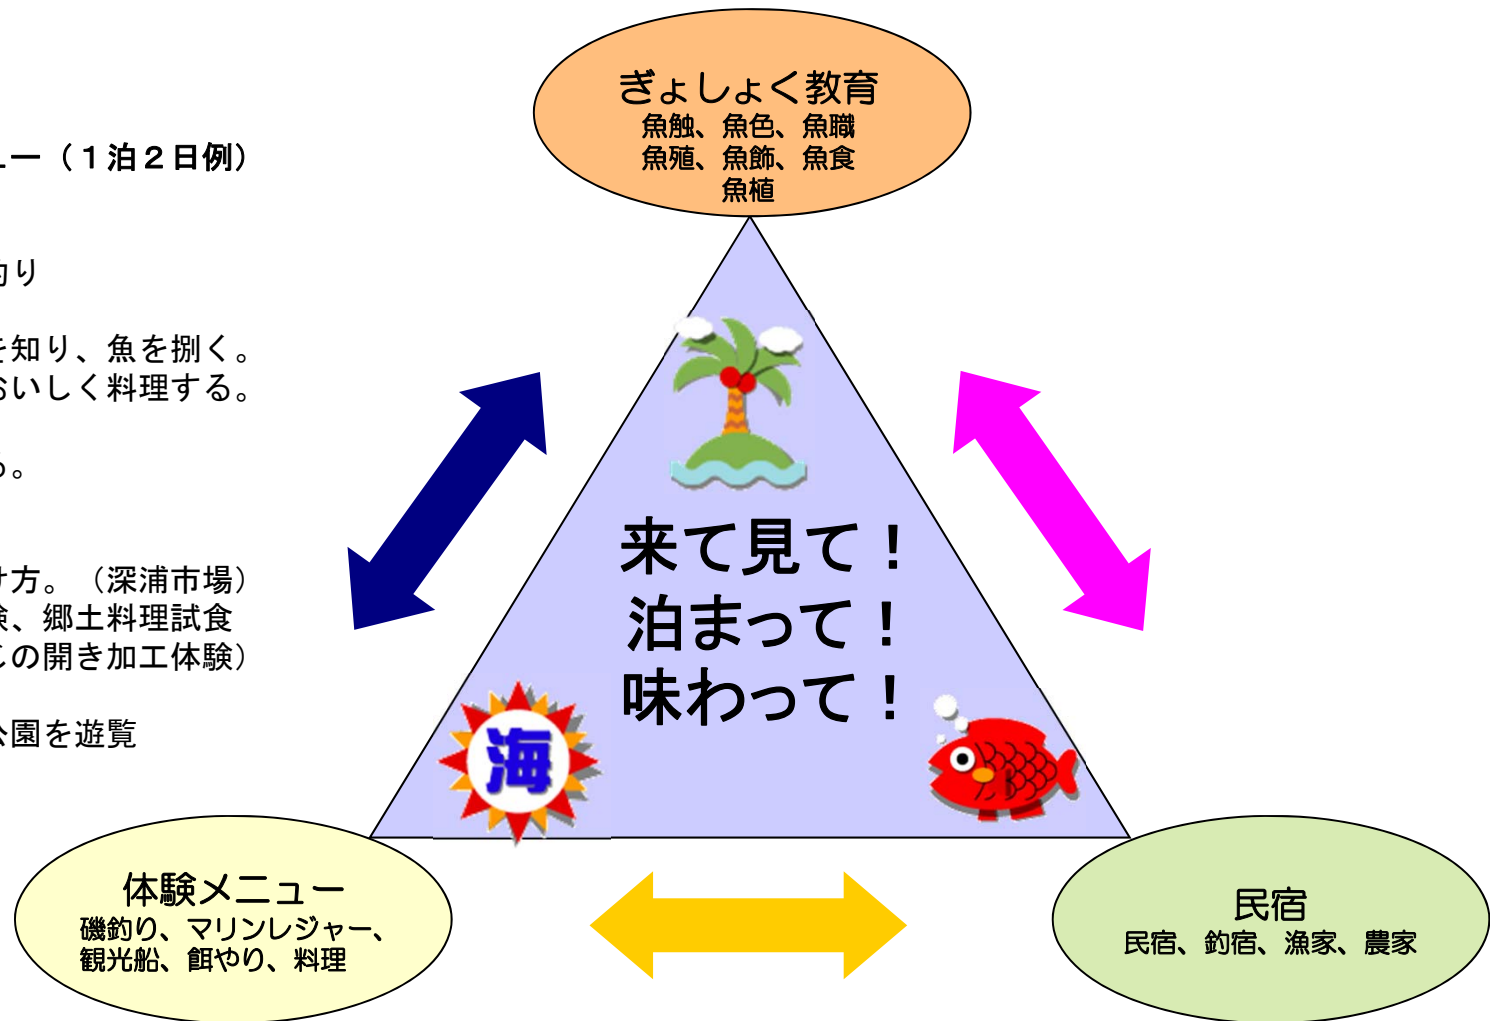 ぎょしょく教育
魚触、魚色、魚職
魚殖、魚飾、魚食
魚植
ー（１泊２日例）
釣り
を知り、魚を捌く。
おいしく料理する。
る。
け方。（深浦市場）
験、郷土料理試食
じの開き加工体験）
公園を遊覧
来て見て！
泊まって！
味わって！
海
体験メニュー
磯釣り、マリンレジャー、
観光船、餌やり、料理
民宿
民宿、釣宿、漁家、農家